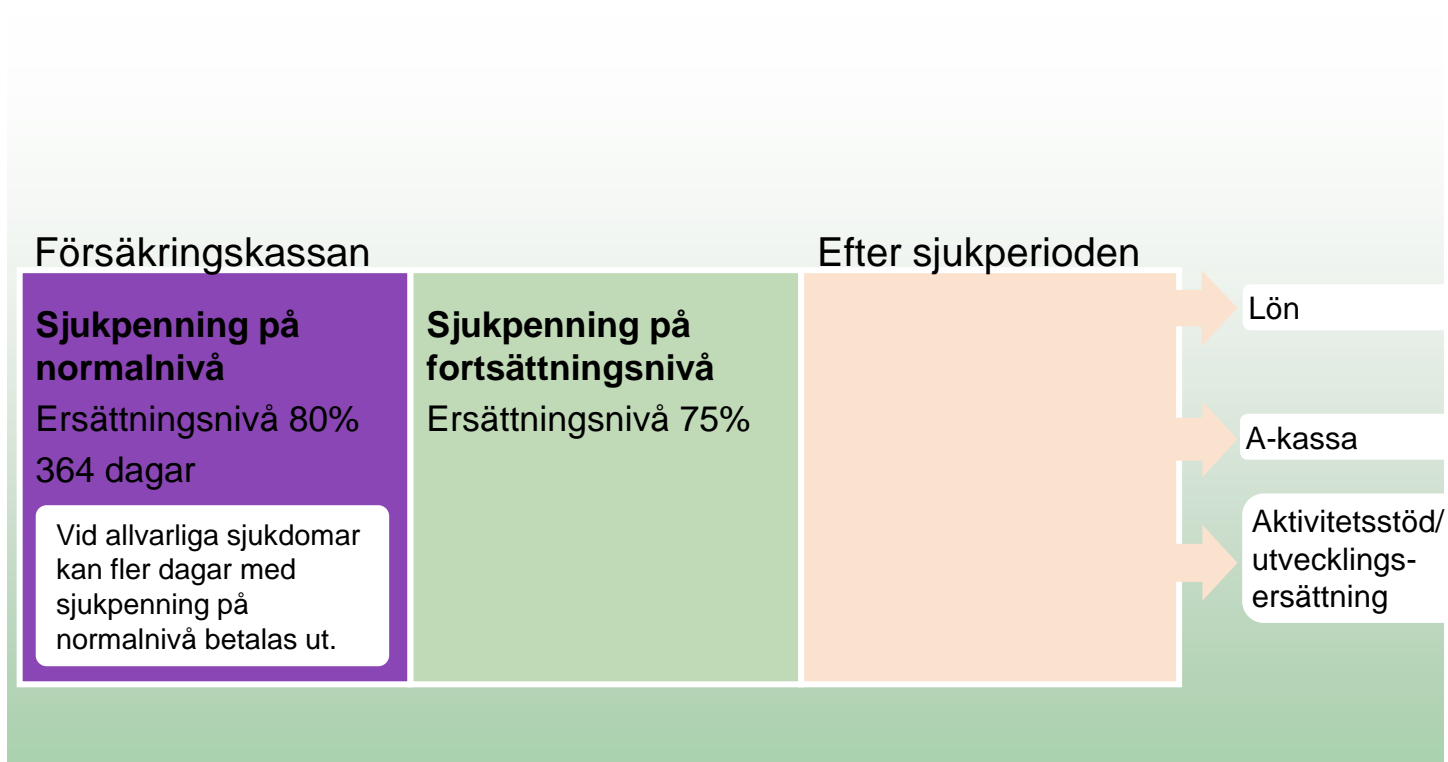 Försäkringskassan
Efter sjukperioden
Sjukpenning på
normalnivå
Ersättningsnivå 80%
364 dagar
Vid allvarliga sjukdomar
kan fler dagar med
sjukpenning på
normalnivå betalas ut.
Sjukpenning på
fortsättningsnivå
Ersättningsnivå 75%
Lön
A-kassa
Aktivitetsstöd/
utvecklings-
ersättning